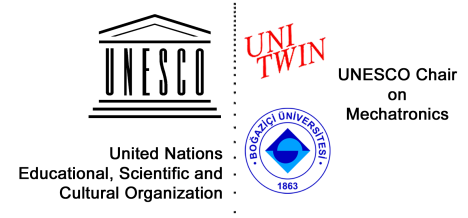 UNESCO
United Nations
Educational, Scientific and
Cultural Organization
UNI
TWIN
BOĞAZİÇİ ÜNİVERSİTESİ
1863
UNESCO Chair
on
Mechatronics